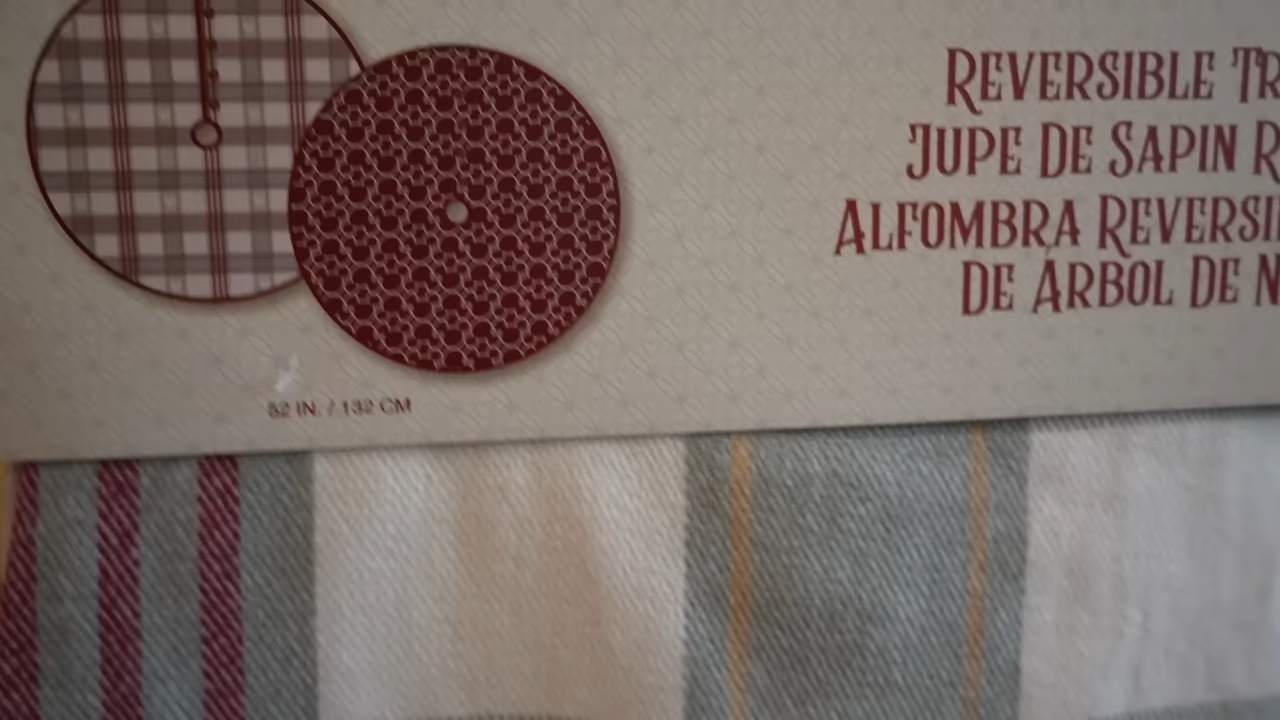 REVERSIBLE TR
JUPE DE SAPIN R
ALFOMBRA REVERSI
DE ÁRBOL DE N
52 IN. / 132 CM